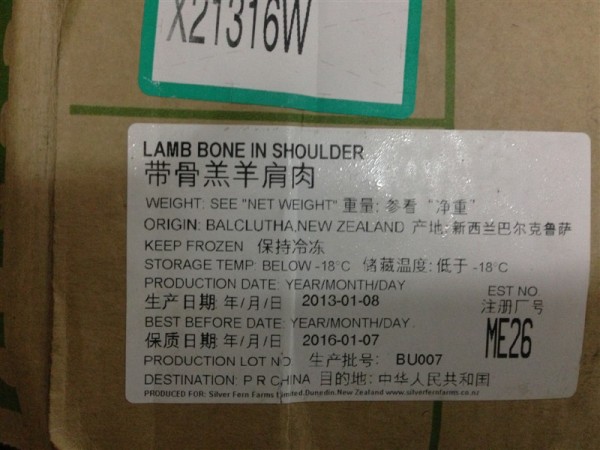 X21316W
LAMB BONE IN SHOULDER
带骨羔羊肩肉
WEIGHT: SEE "NET WEIGHT" 重量: 参看 "净重"
ORIGIN: BALCLUTHA,NEW ZEALAND 产地: 新西兰巴尔克鲁萨
KEEP FROZEN 保持冷冻
STORAGE TEMP: BELOW -18°C 储藏温度: 低于 -18°C
PRODUCTION DATE: YEAR/MONTH/DAY
生产日期: 年/月/日 2013-01-08
EST NO.
注册厂号
ME26
BEST BEFORE DATE: YEAR/MONTH/DAY
保质日期: 年/月/日 2016-01-07
PRODUCTION LOT NO. 生产批号: BU007
DESTINATION: P R CHINA 目的地: 中华人民共和国
PRODUCED FOR: Silver Fern Farms Limited.Dunedin,New Zealand www.silverfernfarms.co.nz